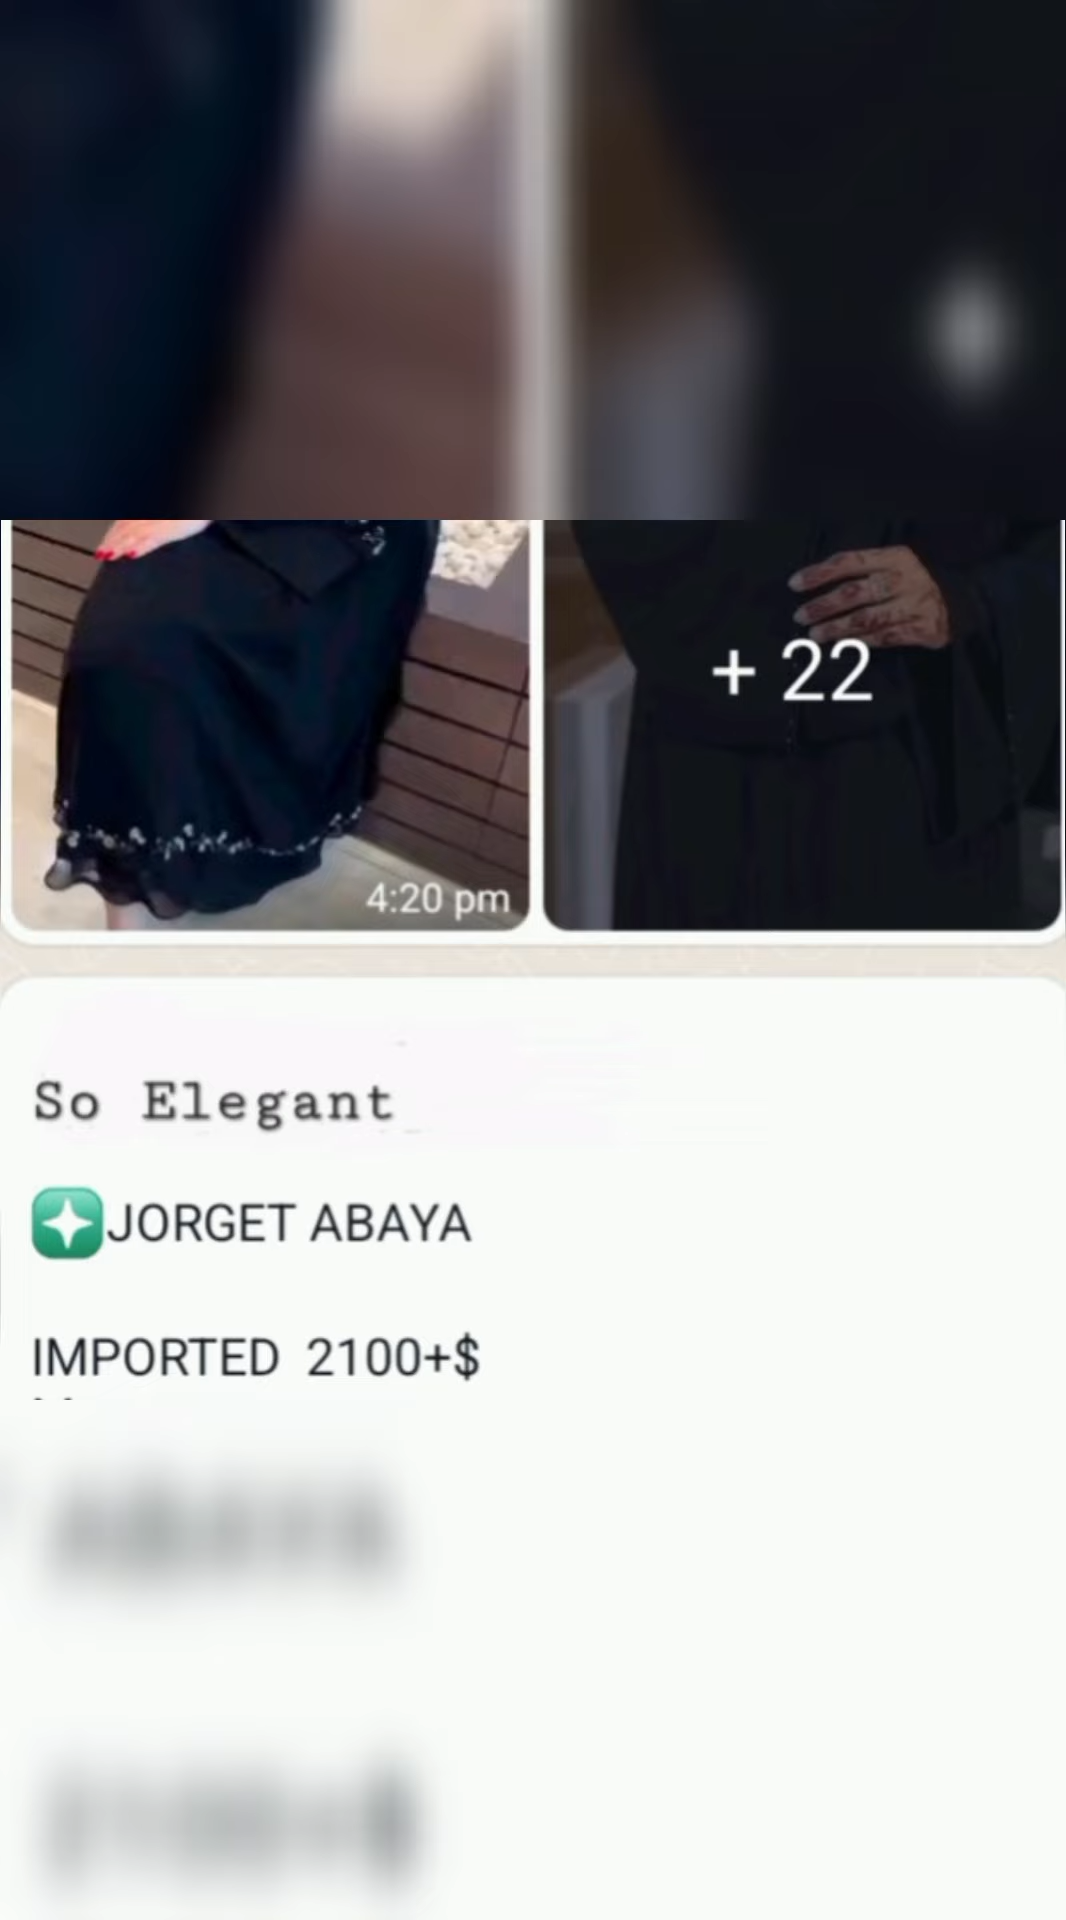 + 22
4:20 pm
So Elegant
JORGET ABAYA
IMPORTED 2100+$